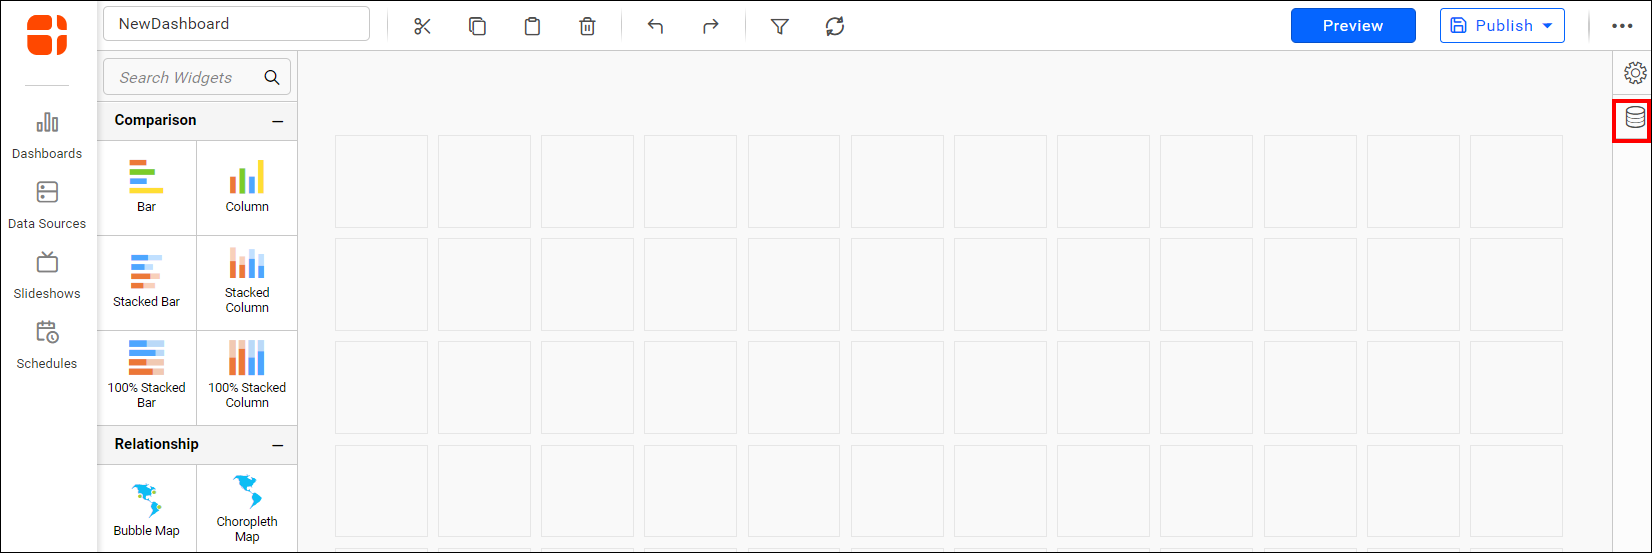 NewDashboard
Preview
Publish
Search Widgets
Dashboards
Data Sources
Slideshows
Schedules
Comparison
Bar
Column
Stacked Bar
Stacked
Column
100% Stacked
Bar
100% Stacked
Column
Relationship
Bubble Map
Choropleth
Map